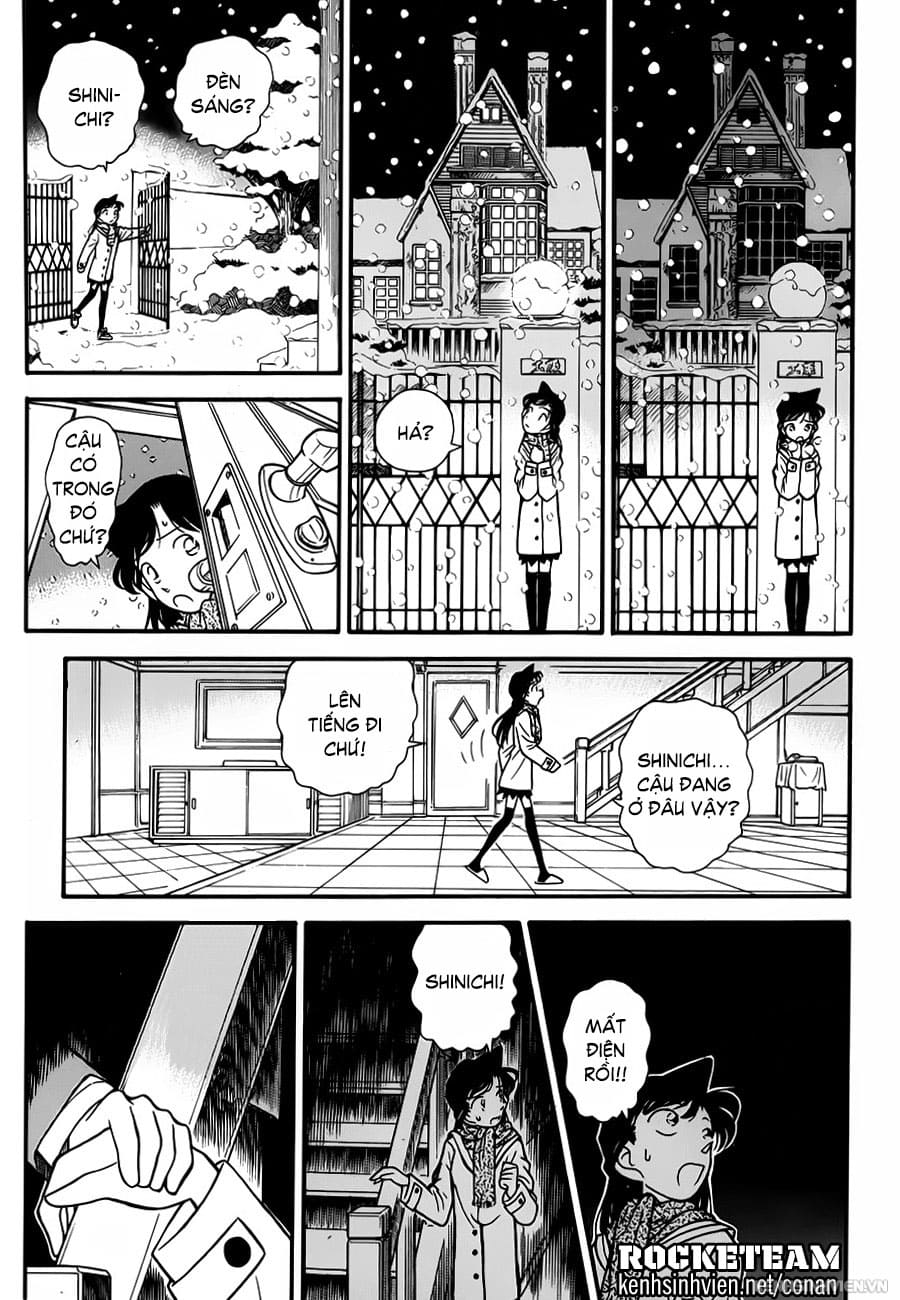 HẢ?
ĐÈN
SÁNG?
SHINI-
CHI?
CẬU
CÓ
TRONG
ĐÓ
CHỨ?
SHINICHI...
CẬU ĐANG
Ở ĐÂU VẬY?
LÊN
TIẾNG ĐI
CHỨ!
MẤT
ĐIỆN
RỒI!!
SHINICHI!
ROCKETEAM
kenhsinhvien.net/conan